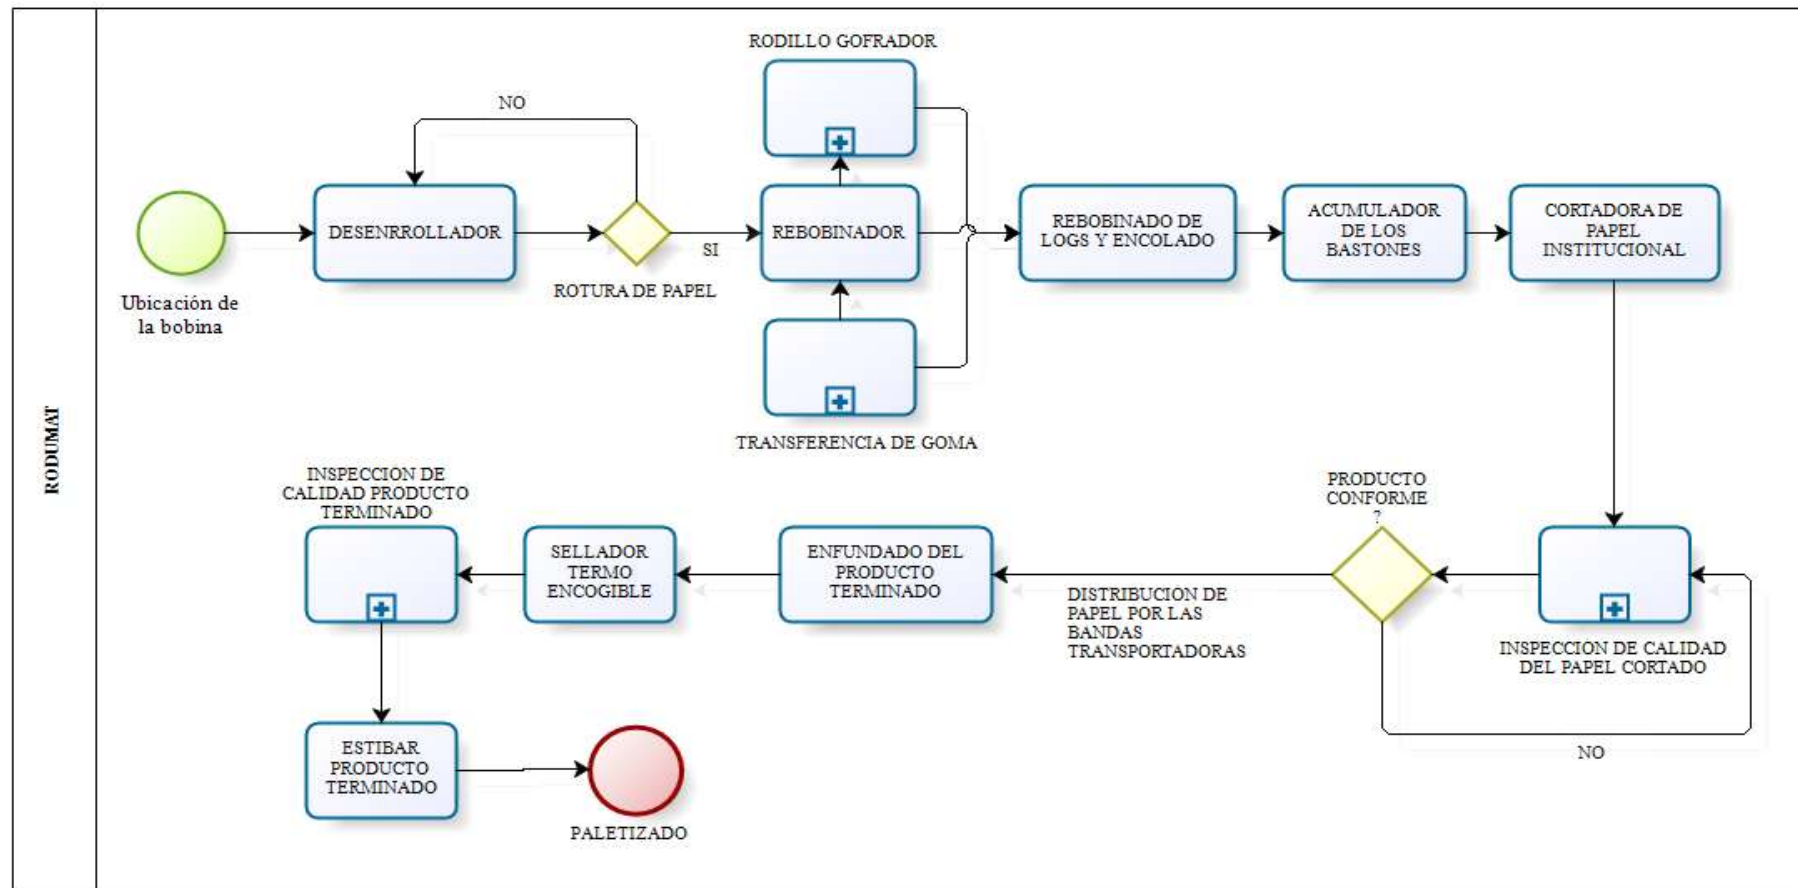 RODUMAT
Ubicación de
la bobina
DESENRROLLADOR
NO
ROTURA DE PAPEL
SI
RODILLO GOFRADOR
REBOBINADOR
TRANSFERENCIA DE GOMA
REBOBINADO DE
LOGS Y ENCOLADO
ACUMULADOR
DE LOS
BASTONES
CORTADORA DE
PAPEL
INSTITUCIONAL
INSPECCION DE CALIDAD
DEL PAPEL CORTADO
PRODUCTO
CONFORME
?
NO
DISTRIBUCION DE
PAPEL POR LAS
BANDAS
TRANSPORTADORAS
ENFUNDADO DEL
PRODUCTO
TERMINADO
SELLADOR
TERMO
ENCOGIBLE
INSPECCION DE
CALIDAD PRODUCTO
TERMINADO
ESTIBAR
PRODUCTO
TERMINADO
PALETIZADO